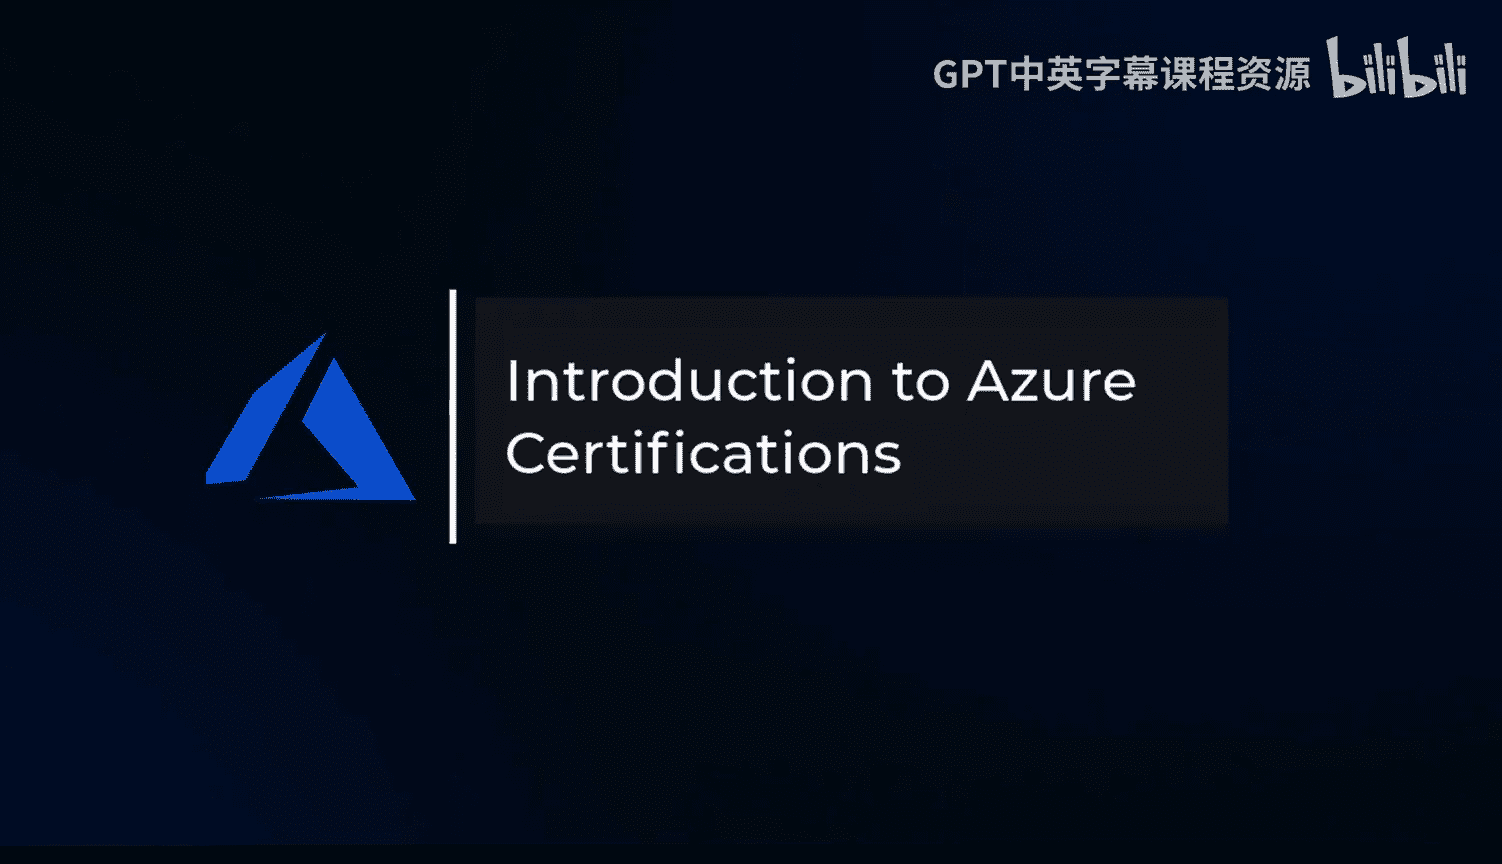 GPT中英字幕课程资源 bilibili
Introduction to Azure
Certifications